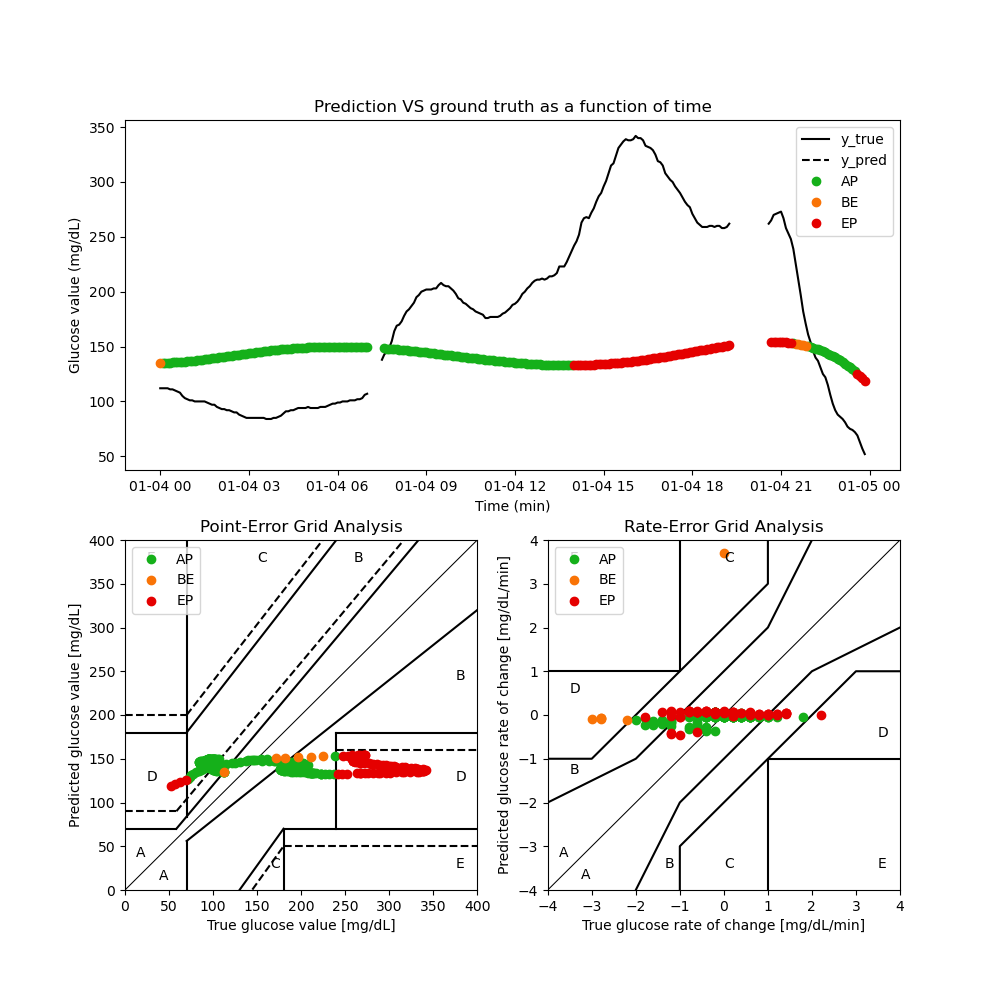 Prediction VS ground truth as a function of time
Glucose value (mg/dL)
350
300
250
200
150
100
50
y_true
y_pred
AP
BE
EP
01-04 00 01-04 03 01-04 06 01-04 09 01-04 12 01-04 15 01-04 18 01-04 21 01-05 00
Time (min)
Point-Error Grid Analysis
Predicted glucose value [mg/dL]
400
350
300
250
200
150
100
50
0
AP
BE
EP
C
B
B
D
D
A
A
C
E
0 50 100 150 200 250 300 350 400
True glucose value [mg/dL]
Rate-Error Grid Analysis
Predicted glucose rate of change [mg/dL/min]
4
3
2
1
0
−1
−2
−3
−4
AP
BE
EP
C
D
D
B
A
A
B
C
E
−4 −3 −2 −1 0 1 2 3 4
True glucose rate of change [mg/dL/min]